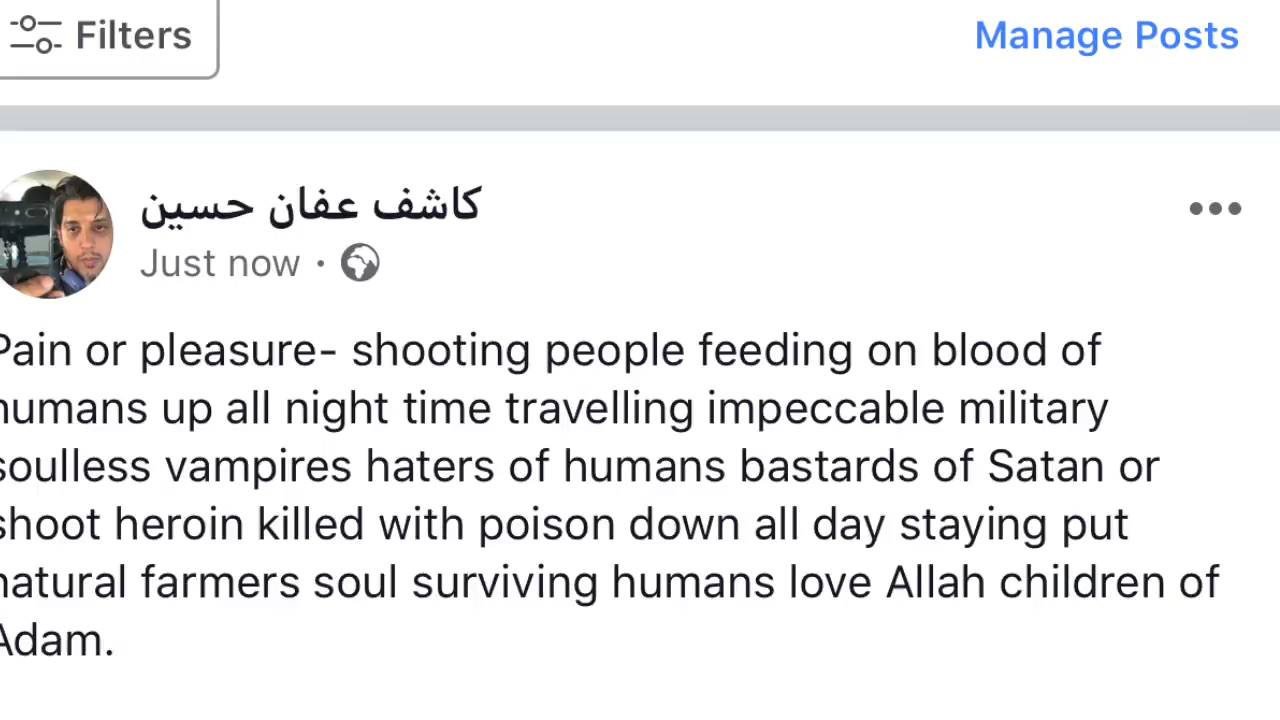 Filters
Manage Posts
كاشف عفان حسين
Just now ·
Pain or pleasure- shooting people feeding on blood of
humans up all night time travelling impeccable military
soulless vampires haters of humans bastards of Satan or
shoot heroin killed with poison down all day staying put
natural farmers soul surviving humans love Allah children of
Adam.